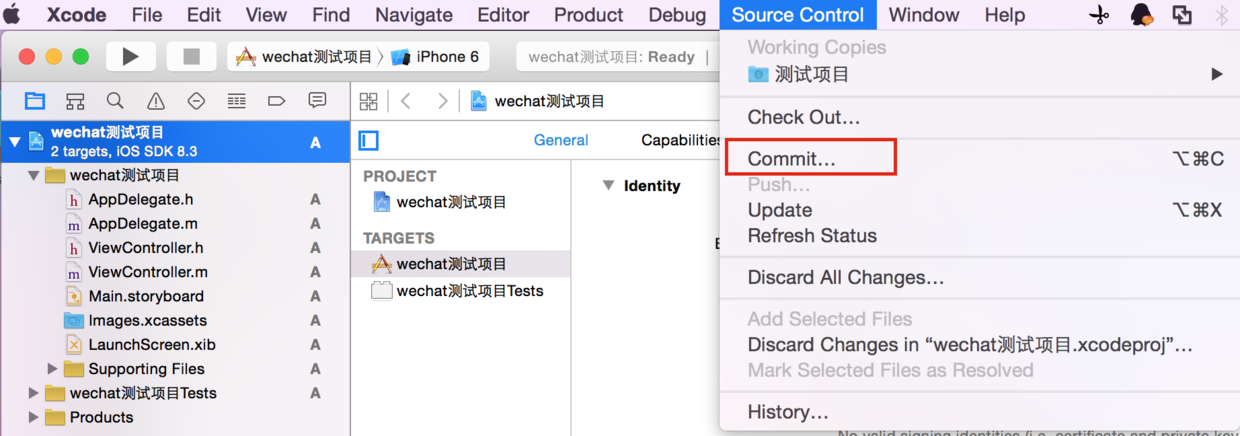 Xcode File Edit View Find Navigate Editor Product Debug Source Control Window Help
wechat测试项目 iPhone 6 wechat测试项目: Ready
wechat测试项目
wechat测试项目 A
2 targets, iOS SDK 8.3
General Capabilities
wechat测试项目
AppDelegate.h A
AppDelegate.m A
ViewController.h A
ViewController.m A
Main.storyboard A
Images.xcassets A
LaunchScreen.xib A
Supporting Files A
wechat测试项目Tests A
Products
PROJECT
wechat测试项目
TARGETS
wechat测试项目
wechat测试项目Tests
Identity
Working Copies
测试项目
Check Out...
Commit... ⌥⌘C
Push...
Update ⌥⌘X
Refresh Status
Discard All Changes...
Add Selected Files
Discard Changes in “wechat测试项目.xcodeproj”...
Mark Selected Files as Resolved
History...